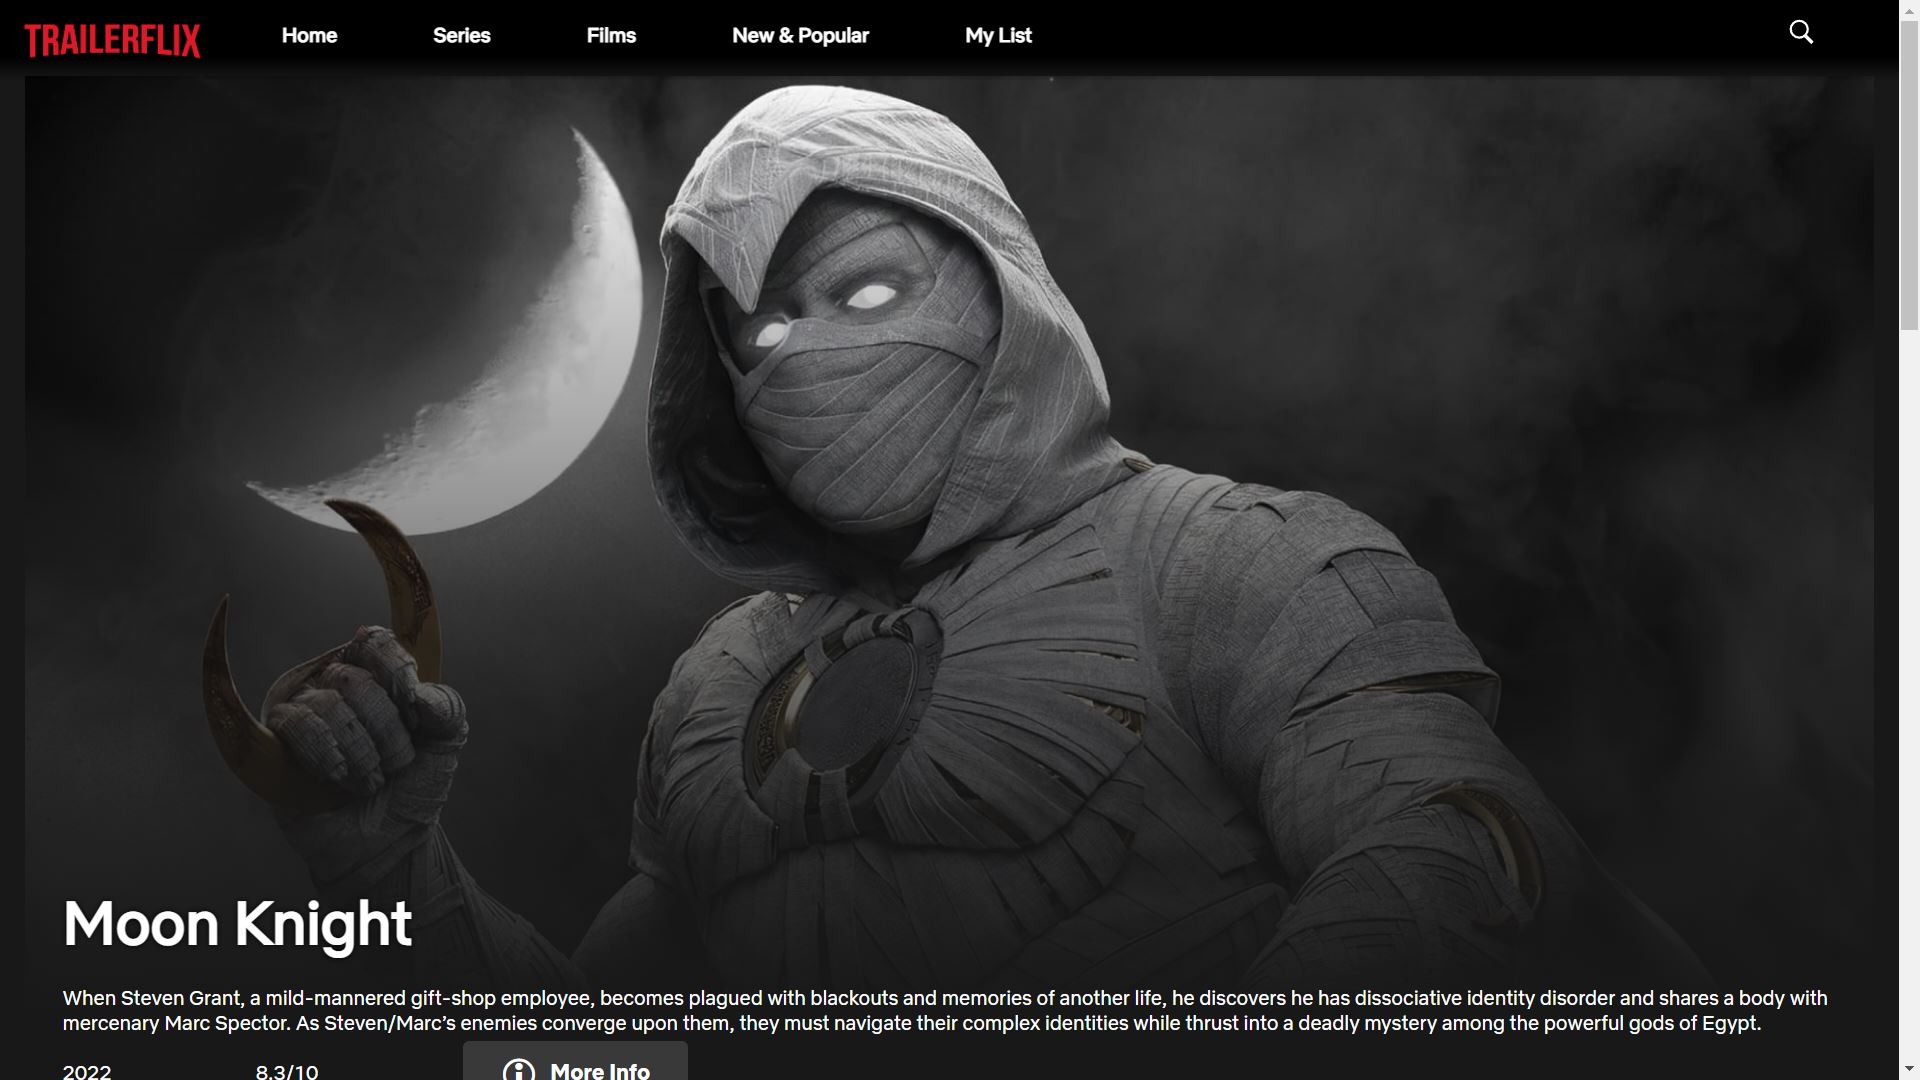 TRAILERFLIX
Home
Series
Films
New & Popular
My List
Moon Knight
When Steven Grant, a mild-mannered gift-shop employee, becomes plagued with blackouts and memories of another life, he discovers he has dissociative identity disorder and shares a body with
mercenary Marc Spector. As Steven/Marc’s enemies converge upon them, they must navigate their complex identities while thrust into a deadly mystery among the powerful gods of Egypt.
2022
8.3/10
More Info